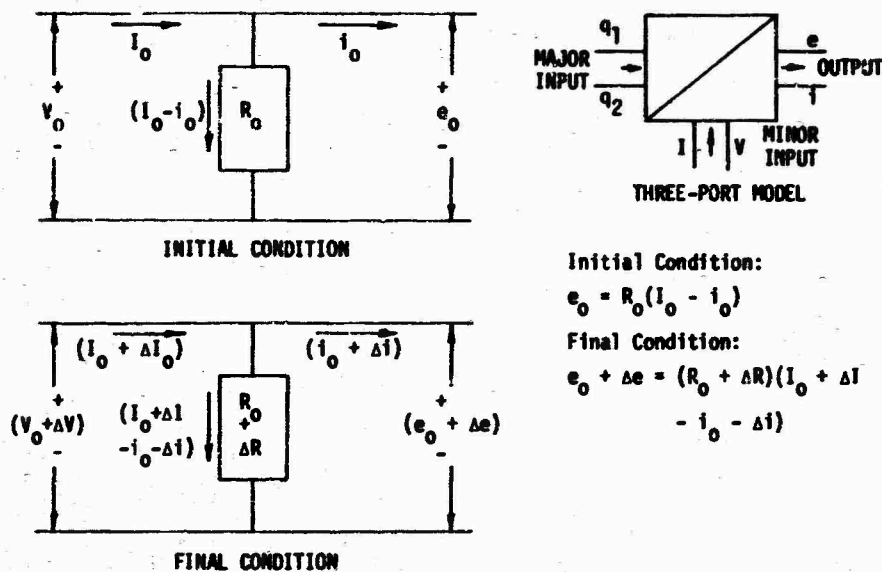 I₀
i₀
V₀
+
-
(I₀-i₀)
R₀
+
e₀
-
INITIAL CONDITION
q₁
MAJOR
INPUT
q₂
e
OUTPUT
i
I
V
MINOR
INPUT
THREE-PORT MODEL
Initial Condition:
e₀ = R₀(I₀ - i₀)
Final Condition:
e₀ + Δe = (R₀ + ΔR)(I₀ + ΔI
- i₀ - Δi)
(I₀ + ΔI₀)
(i₀ + Δi)
+
(V₀+ΔV)
-
(I₀+ΔI
-i₀-Δi)
R₀
+
ΔR
+
(e₀ + Δe)
-
FINAL CONDITION